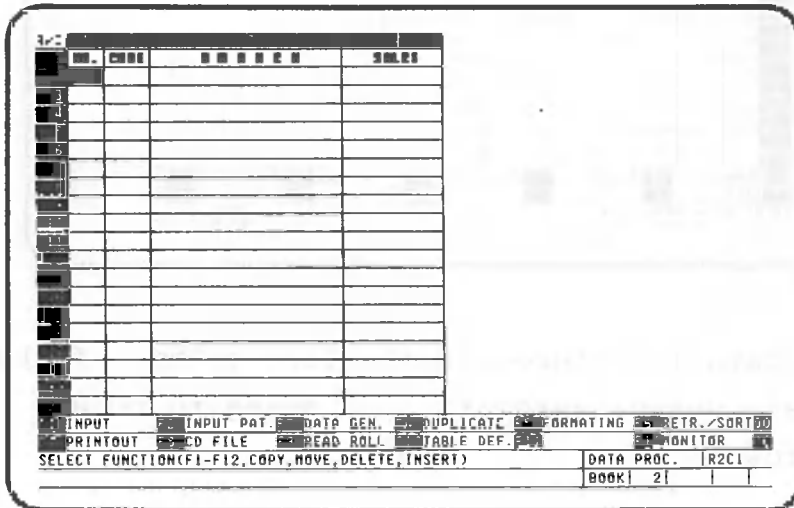 NO. CODE BRANCH SALES
INPUT INPUT PAT. DATA GEN. DUPLICATE FORMATING RETR./SORT
PRINTOUT CD FILE READ ROLL TABLE DEF. MONITOR
SELECT FUNCTION(F1-F12,COPY,MOVE,DELETE,INSERT) DATA PROC. R2C1
BOOK 2